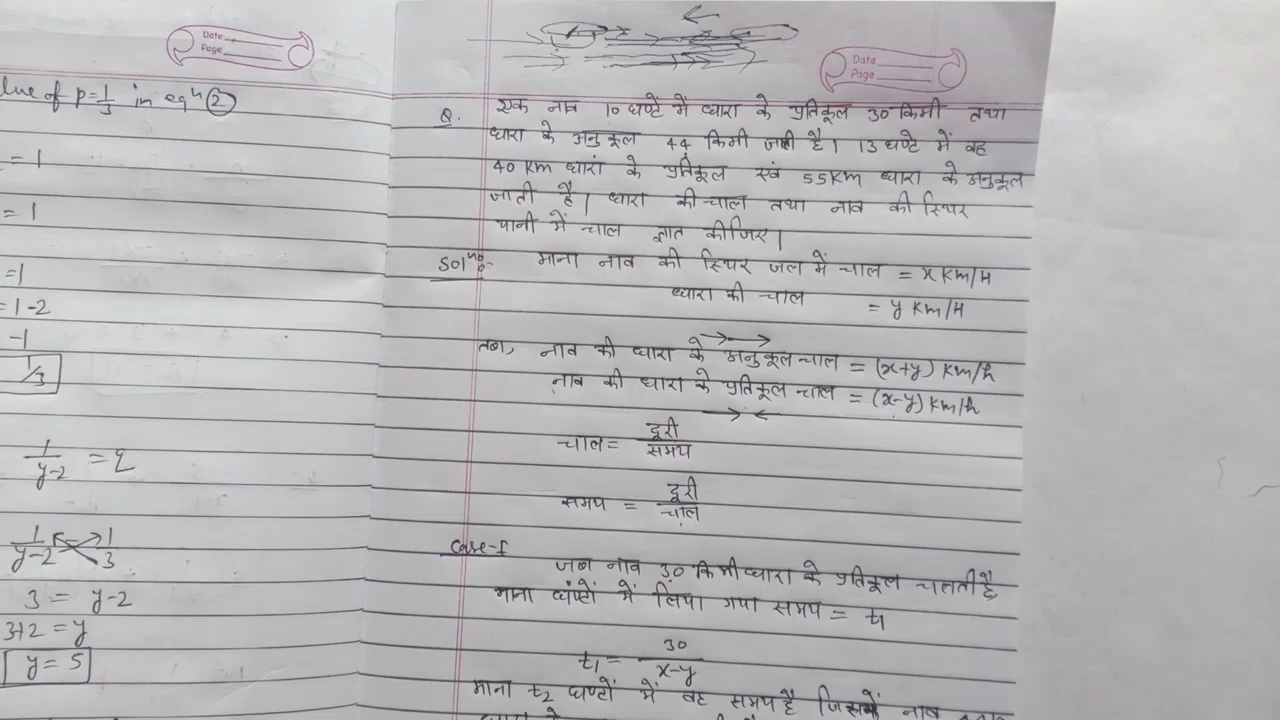 Date
Page
lue of P=1/3 in eqⁿ ②
= 1
= 1
=1
=1-2
-1
1/3
1/(y-2) = 2
1/(y-2) 1/3
3 = y-2
3+2=y
y= 5
Date
Page
Q. एक नाव 10 घण्टे में धारा के प्रतिकूल 30 किमी तथा
धारा के अनुकूल 44 किमी जाती है। 13 घण्टे में वह
40 Km धारा के प्रतिकूल एवं 55Km धारा के अनुकूल
जाती है। धारा की चाल तथा नाव की स्थिर
पानी में चाल ज्ञात कीजिए।
Solⁿ:- माना नाव की स्थिर जल में चाल = x Km/H
धारा की चाल = y Km/H
तब, नाव की धारा के अनुकूल चाल = (x+y) Km/h
नाव की धारा के प्रतिकूल चाल = (x-y) Km/h
चाल = दूरी/समय
समय = दूरी/चाल
Case-I
जब नाव 30 किमी धारा के प्रतिकूल चलती है
माना घंण्टों में लिया गया समय = t₁
t₁ = 30/(x-y)
माना t₂ घण्टों में वह समय है जिसमें नाव